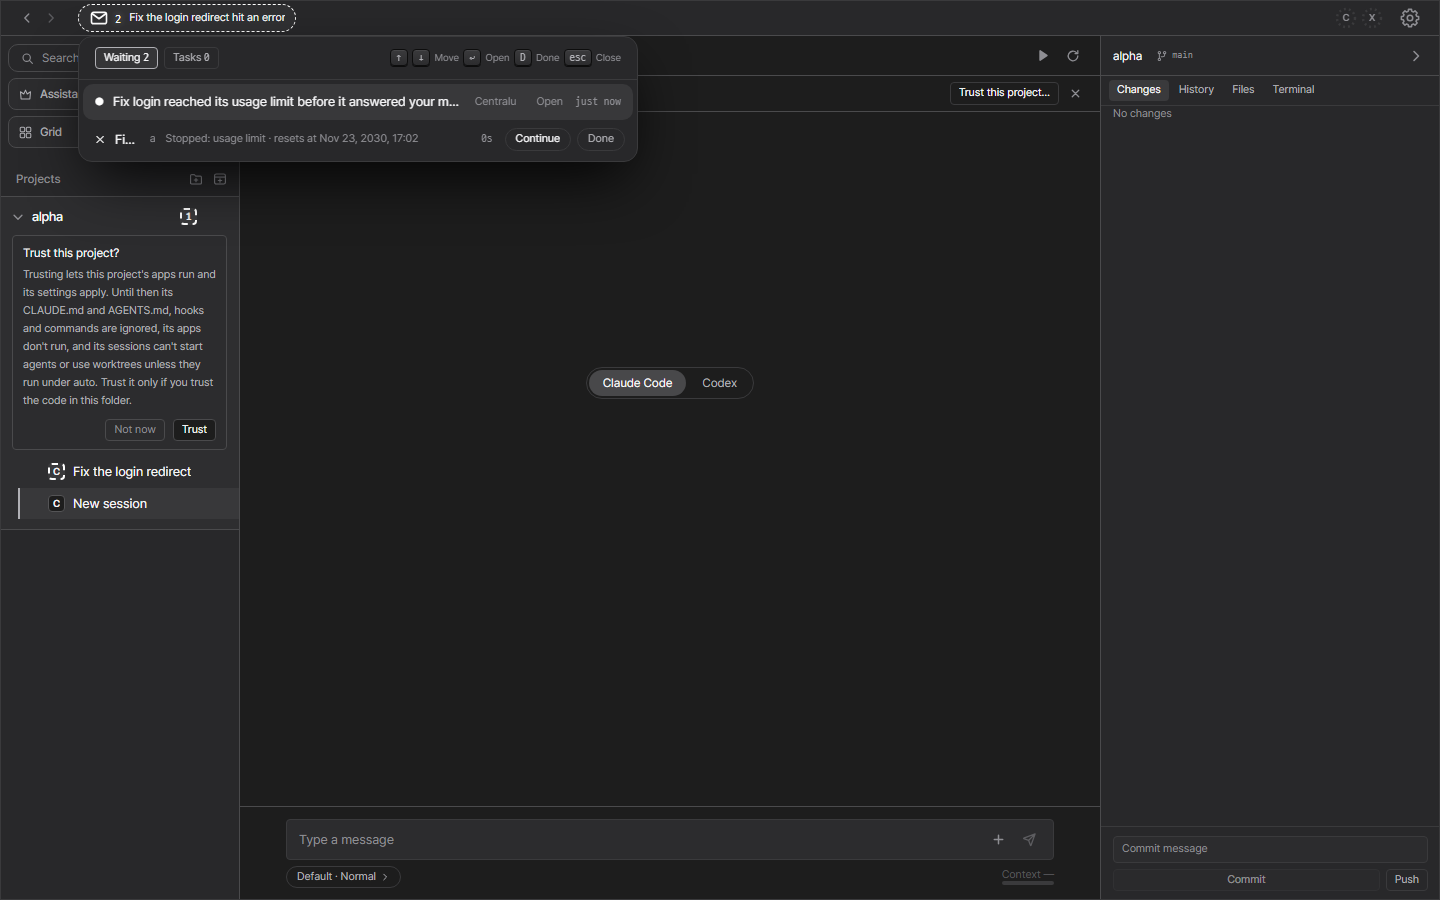 2 Fix the login redirect hit an error
C X
Search
Assista
Grid
Waiting 2 Tasks 0 ↑ ↓ Move ↵ Open D Done esc Close
Fix login reached its usage limit before it answered your m... Centralu Open just now
Fi... a Stopped: usage limit · resets at Nov 23, 2030, 17:02 0s Continue Done
Projects
alpha 1
Trust this project?
Trusting lets this project's apps run and
its settings apply. Until then its
CLAUDE.md and AGENTS.md, hooks
and commands are ignored, its apps
don't run, and its sessions can't start
agents or use worktrees unless they
run under auto. Trust it only if you trust
the code in this folder.
Not now Trust
C Fix the login redirect
C New session
Trust this project...
Claude Code Codex
Type a message
Default · Normal
Context —
alpha main
Changes History Files Terminal
No changes
Commit message
Commit Push